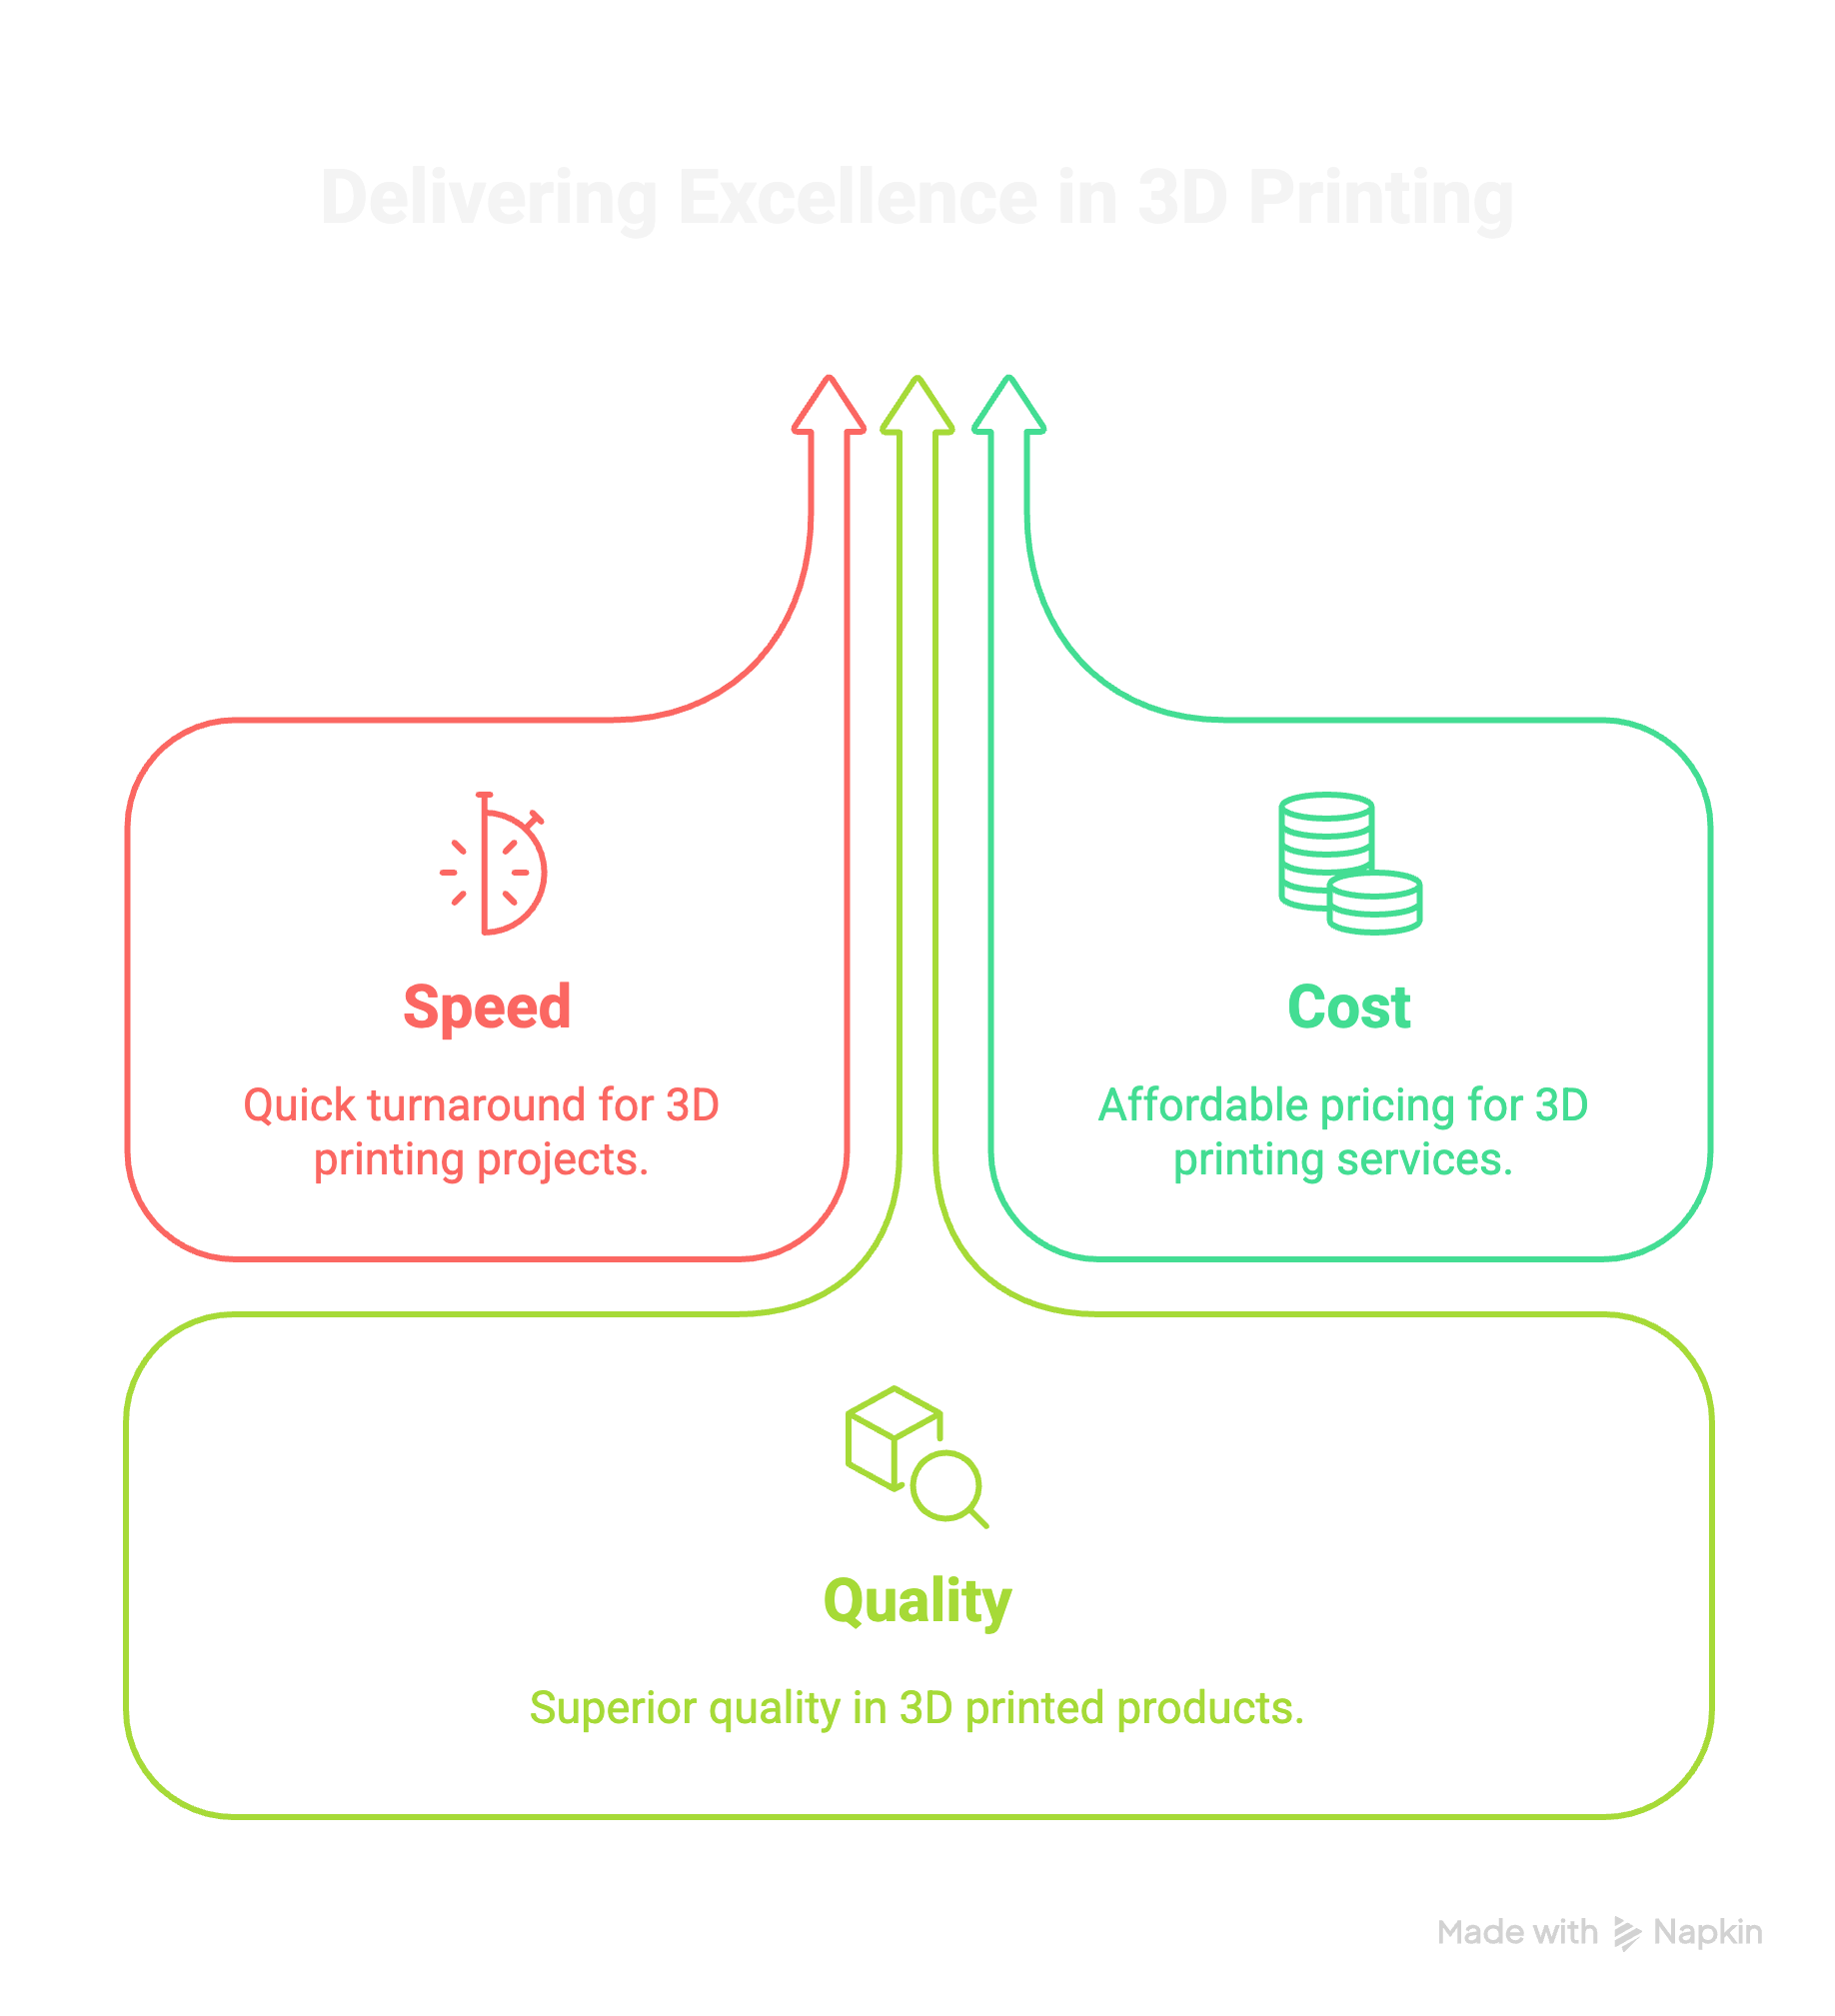 Delivering Excellence in 3D Printing
Speed
Quick turnaround for 3D
printing projects.
Cost
Affordable pricing for 3D
printing services.
Quality
Superior quality in 3D printed products.
Made with Napkin